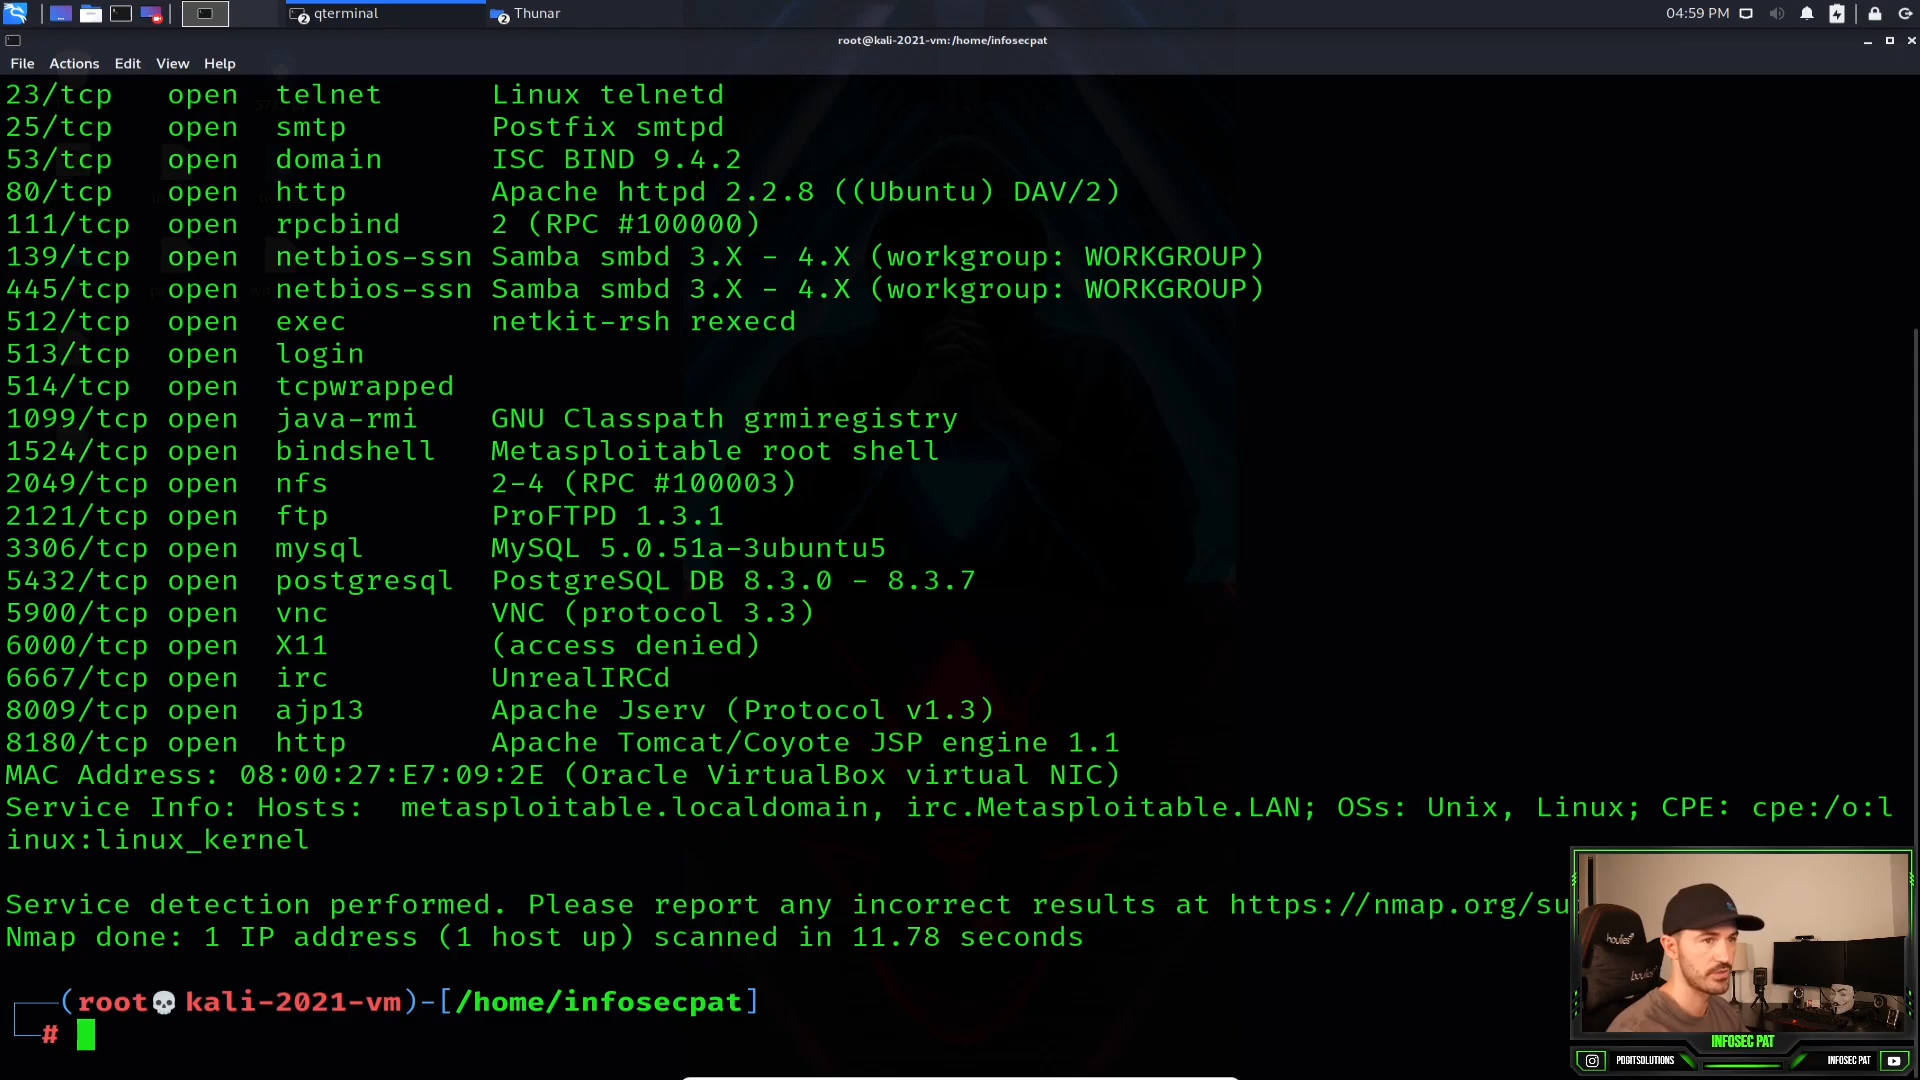 qterminal
Thunar
04:59 PM
root@kali-2021-vm: /home/infosecpat
File Actions Edit View Help
23/tcp open telnet Linux telnetd
25/tcp open smtp Postfix smtpd
53/tcp open domain ISC BIND 9.4.2
80/tcp open http Apache httpd 2.2.8 ((Ubuntu) DAV/2)
111/tcp open rpcbind 2 (RPC #100000)
139/tcp open netbios-ssn Samba smbd 3.X - 4.X (workgroup: WORKGROUP)
445/tcp open netbios-ssn Samba smbd 3.X - 4.X (workgroup: WORKGROUP)
512/tcp open exec netkit-rsh rexecd
513/tcp open login
514/tcp open tcpwrapped
1099/tcp open java-rmi GNU Classpath grmiregistry
1524/tcp open bindshell Metasploitable root shell
2049/tcp open nfs 2-4 (RPC #100003)
2121/tcp open ftp ProFTPD 1.3.1
3306/tcp open mysql MySQL 5.0.51a-3ubuntu5
5432/tcp open postgresql PostgreSQL DB 8.3.0 - 8.3.7
5900/tcp open vnc VNC (protocol 3.3)
6000/tcp open X11 (access denied)
6667/tcp open irc UnrealIRCd
8009/tcp open ajp13 Apache Jserv (Protocol v1.3)
8180/tcp open http Apache Tomcat/Coyote JSP engine 1.1
MAC Address: 08:00:27:E7:09:2E (Oracle VirtualBox virtual NIC)
Service Info: Hosts:  metasploitable.localdomain, irc.Metasploitable.LAN; OSs: Unix, Linux; CPE: cpe:/o:l
inux:linux_kernel
Service detection performed. Please report any incorrect results at https://nmap.org/su
Nmap done: 1 IP address (1 host up) scanned in 11.78 seconds
(root💀kali-2021-vm)-[/home/infosecpat]
#
INFOSEC PAT
PDDITSOLUTIONS
INFOSEC PAT